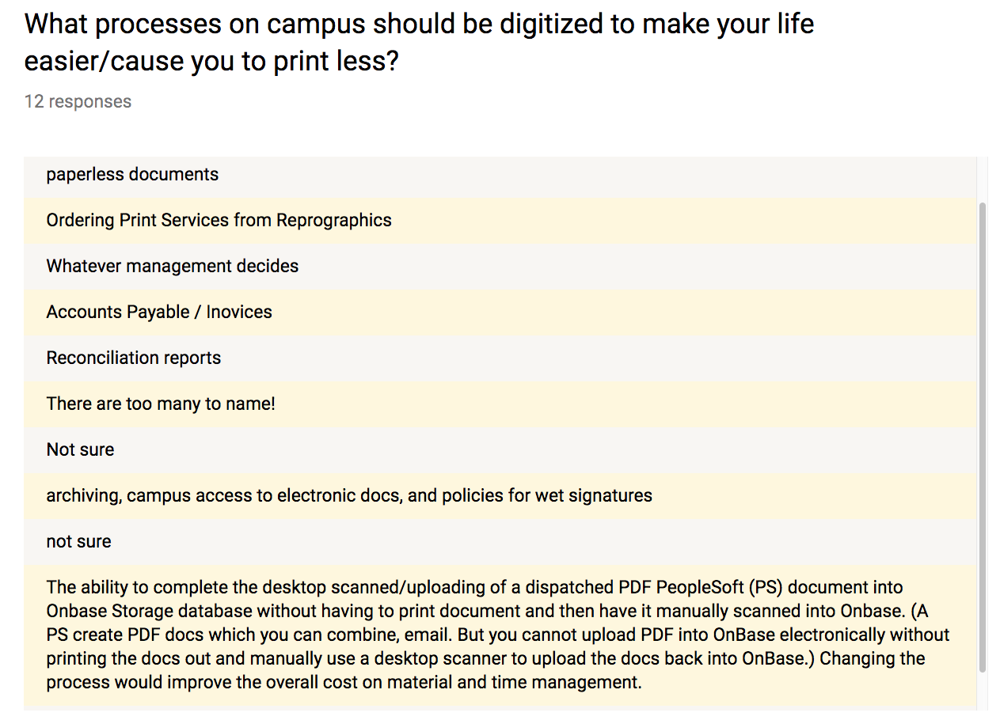 What processes on campus should be digitized to make your life
easier/cause you to print less?
12 responses
paperless documents
Ordering Print Services from Reprographics
Whatever management decides
Accounts Payable / Inovices
Reconciliation reports
There are too many to name!
Not sure
archiving, campus access to electronic docs, and policies for wet signatures
not sure
The ability to complete the desktop scanned/uploading of a dispatched PDF PeopleSoft (PS) document into
Onbase Storage database without having to print document and then have it manually scanned into Onbase. (A
PS create PDF docs which you can combine, email. But you cannot upload PDF into OnBase electronically without
printing the docs out and manually use a desktop scanner to upload the docs back into OnBase.) Changing the
process would improve the overall cost on material and time management.